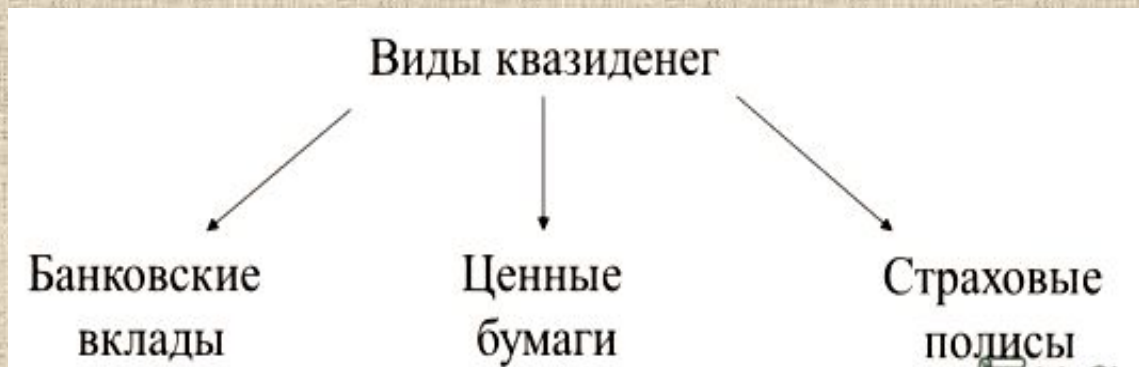 Виды квазиденег
Банковские
вклады
Ценные
бумаги
Страховые
полисы